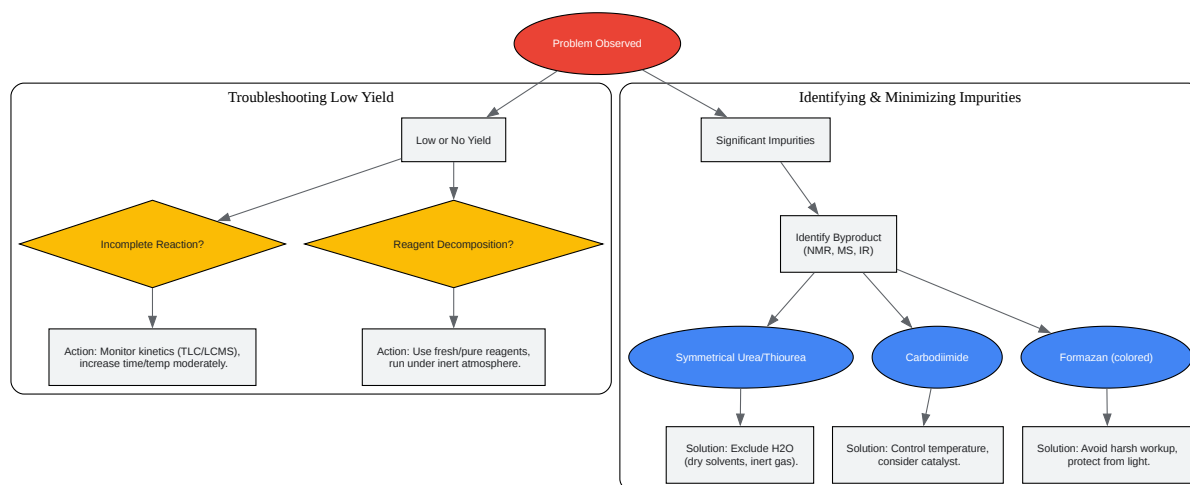 Problem Observed
Troubleshooting Low Yield
Identifying & Minimizing Impurities
Low or No Yield
Significant Impurities
Incomplete Reaction?
Reagent Decomposition?
Identify Byproduct
(NMR, MS, IR)
Action: Monitor kinetics (TLC/LCMS),
increase time/temp moderately.
Action: Use fresh/pure reagents,
run under inert atmosphere.
Symmetrical Urea/Thiourea
Carbodiimide
Formazan (colored)
Solution: Exclude H2O
(dry solvents, inert gas).
Solution: Control temperature,
consider catalyst.
Solution: Avoid harsh workup,
protect from light.